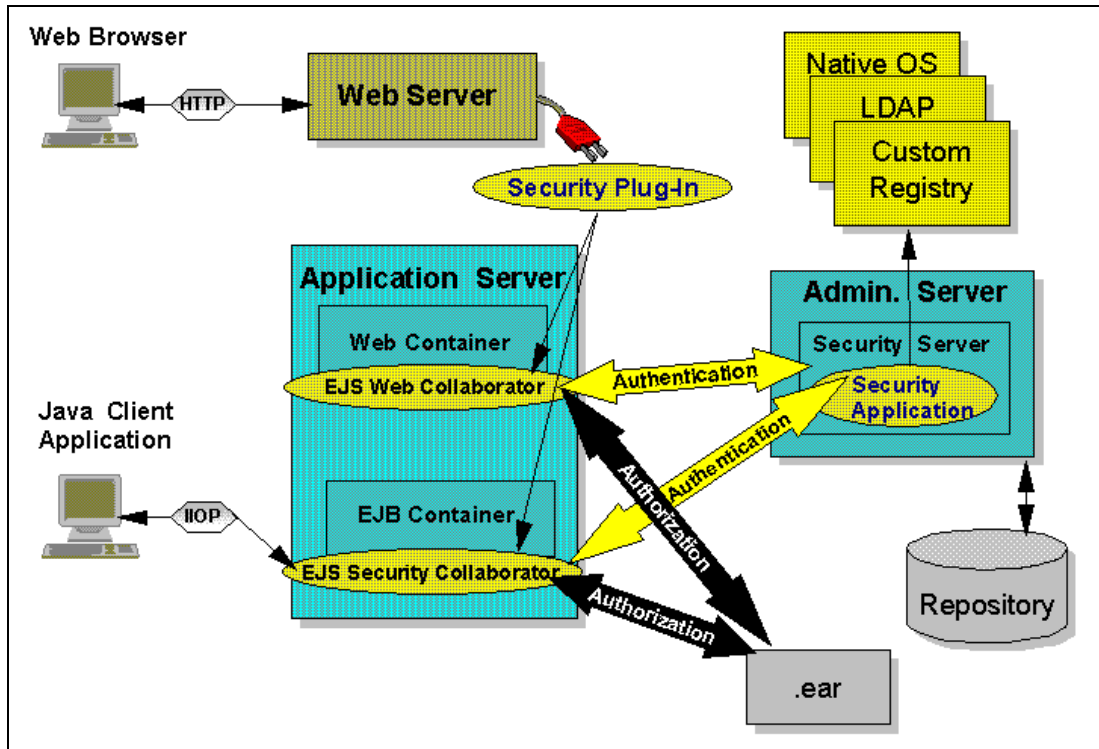 Web Browser
HTTP
Web Server
Security Plug-In
Native OS
LDAP
Custom
Registry
Application Server
Web Container
EJS Web Collaborator
Authentication
Admin. Server
Security Server
Security
Application
Java Client
Application
IIOP
EJB Container
EJS Security Collaborator
Authentication
Authorization
Authorization
Repository
.ear